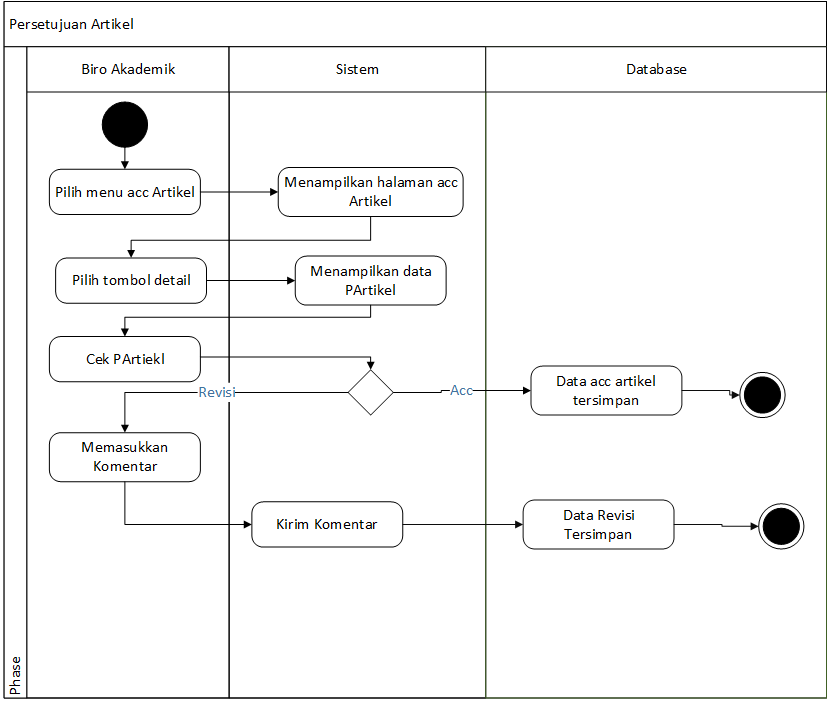 Persetujuan Artikel
Biro Akademik
Sistem
Database
Pilih menu acc Artikel
Menampilkan halaman acc
Artikel
Pilih tombol detail
Menampilkan data
PArtikel
Cek PArtiekl
Revisi
Acc
Data acc artikel
tersimpan
Memasukkan
Komentar
Kirim Komentar
Data Revisi
Tersimpan
Phase